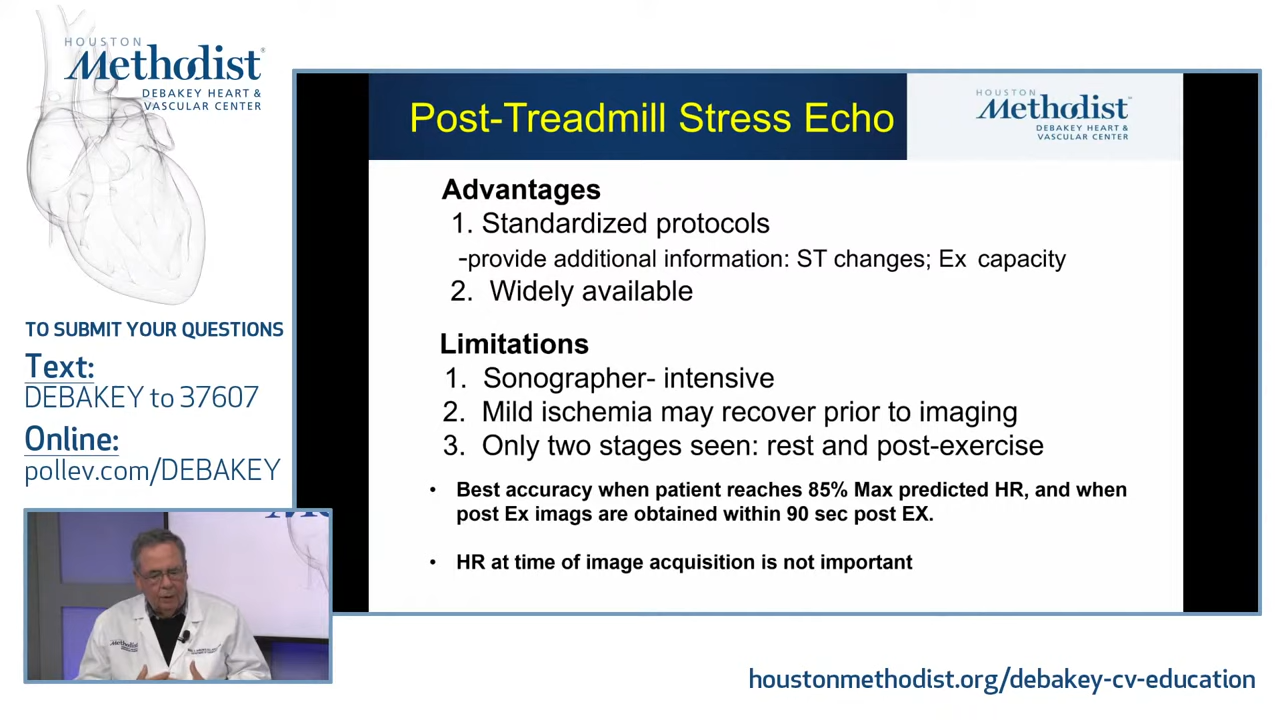 HOUSTON
Methodist
DEBAKEY HEART &
VASCULAR CENTER
TO SUBMIT YOUR QUESTIONS
Text:
DEBAKEY to 37607
Online:
pollev.com/DEBAKEY
Post-Treadmill Stress Echo
HOUSTON
Methodist
DEBAKEY HEART &
VASCULAR CENTER
Advantages
1. Standardized protocols
-provide additional information: ST changes; Ex capacity
2. Widely available
Limitations
1. Sonographer- intensive
2. Mild ischemia may recover prior to imaging
3. Only two stages seen: rest and post-exercise
• Best accuracy when patient reaches 85% Max predicted HR, and when
post Ex imags are obtained within 90 sec post EX.
• HR at time of image acquisition is not important
Methodist
houstonmethodist.org/debakey-cv-education